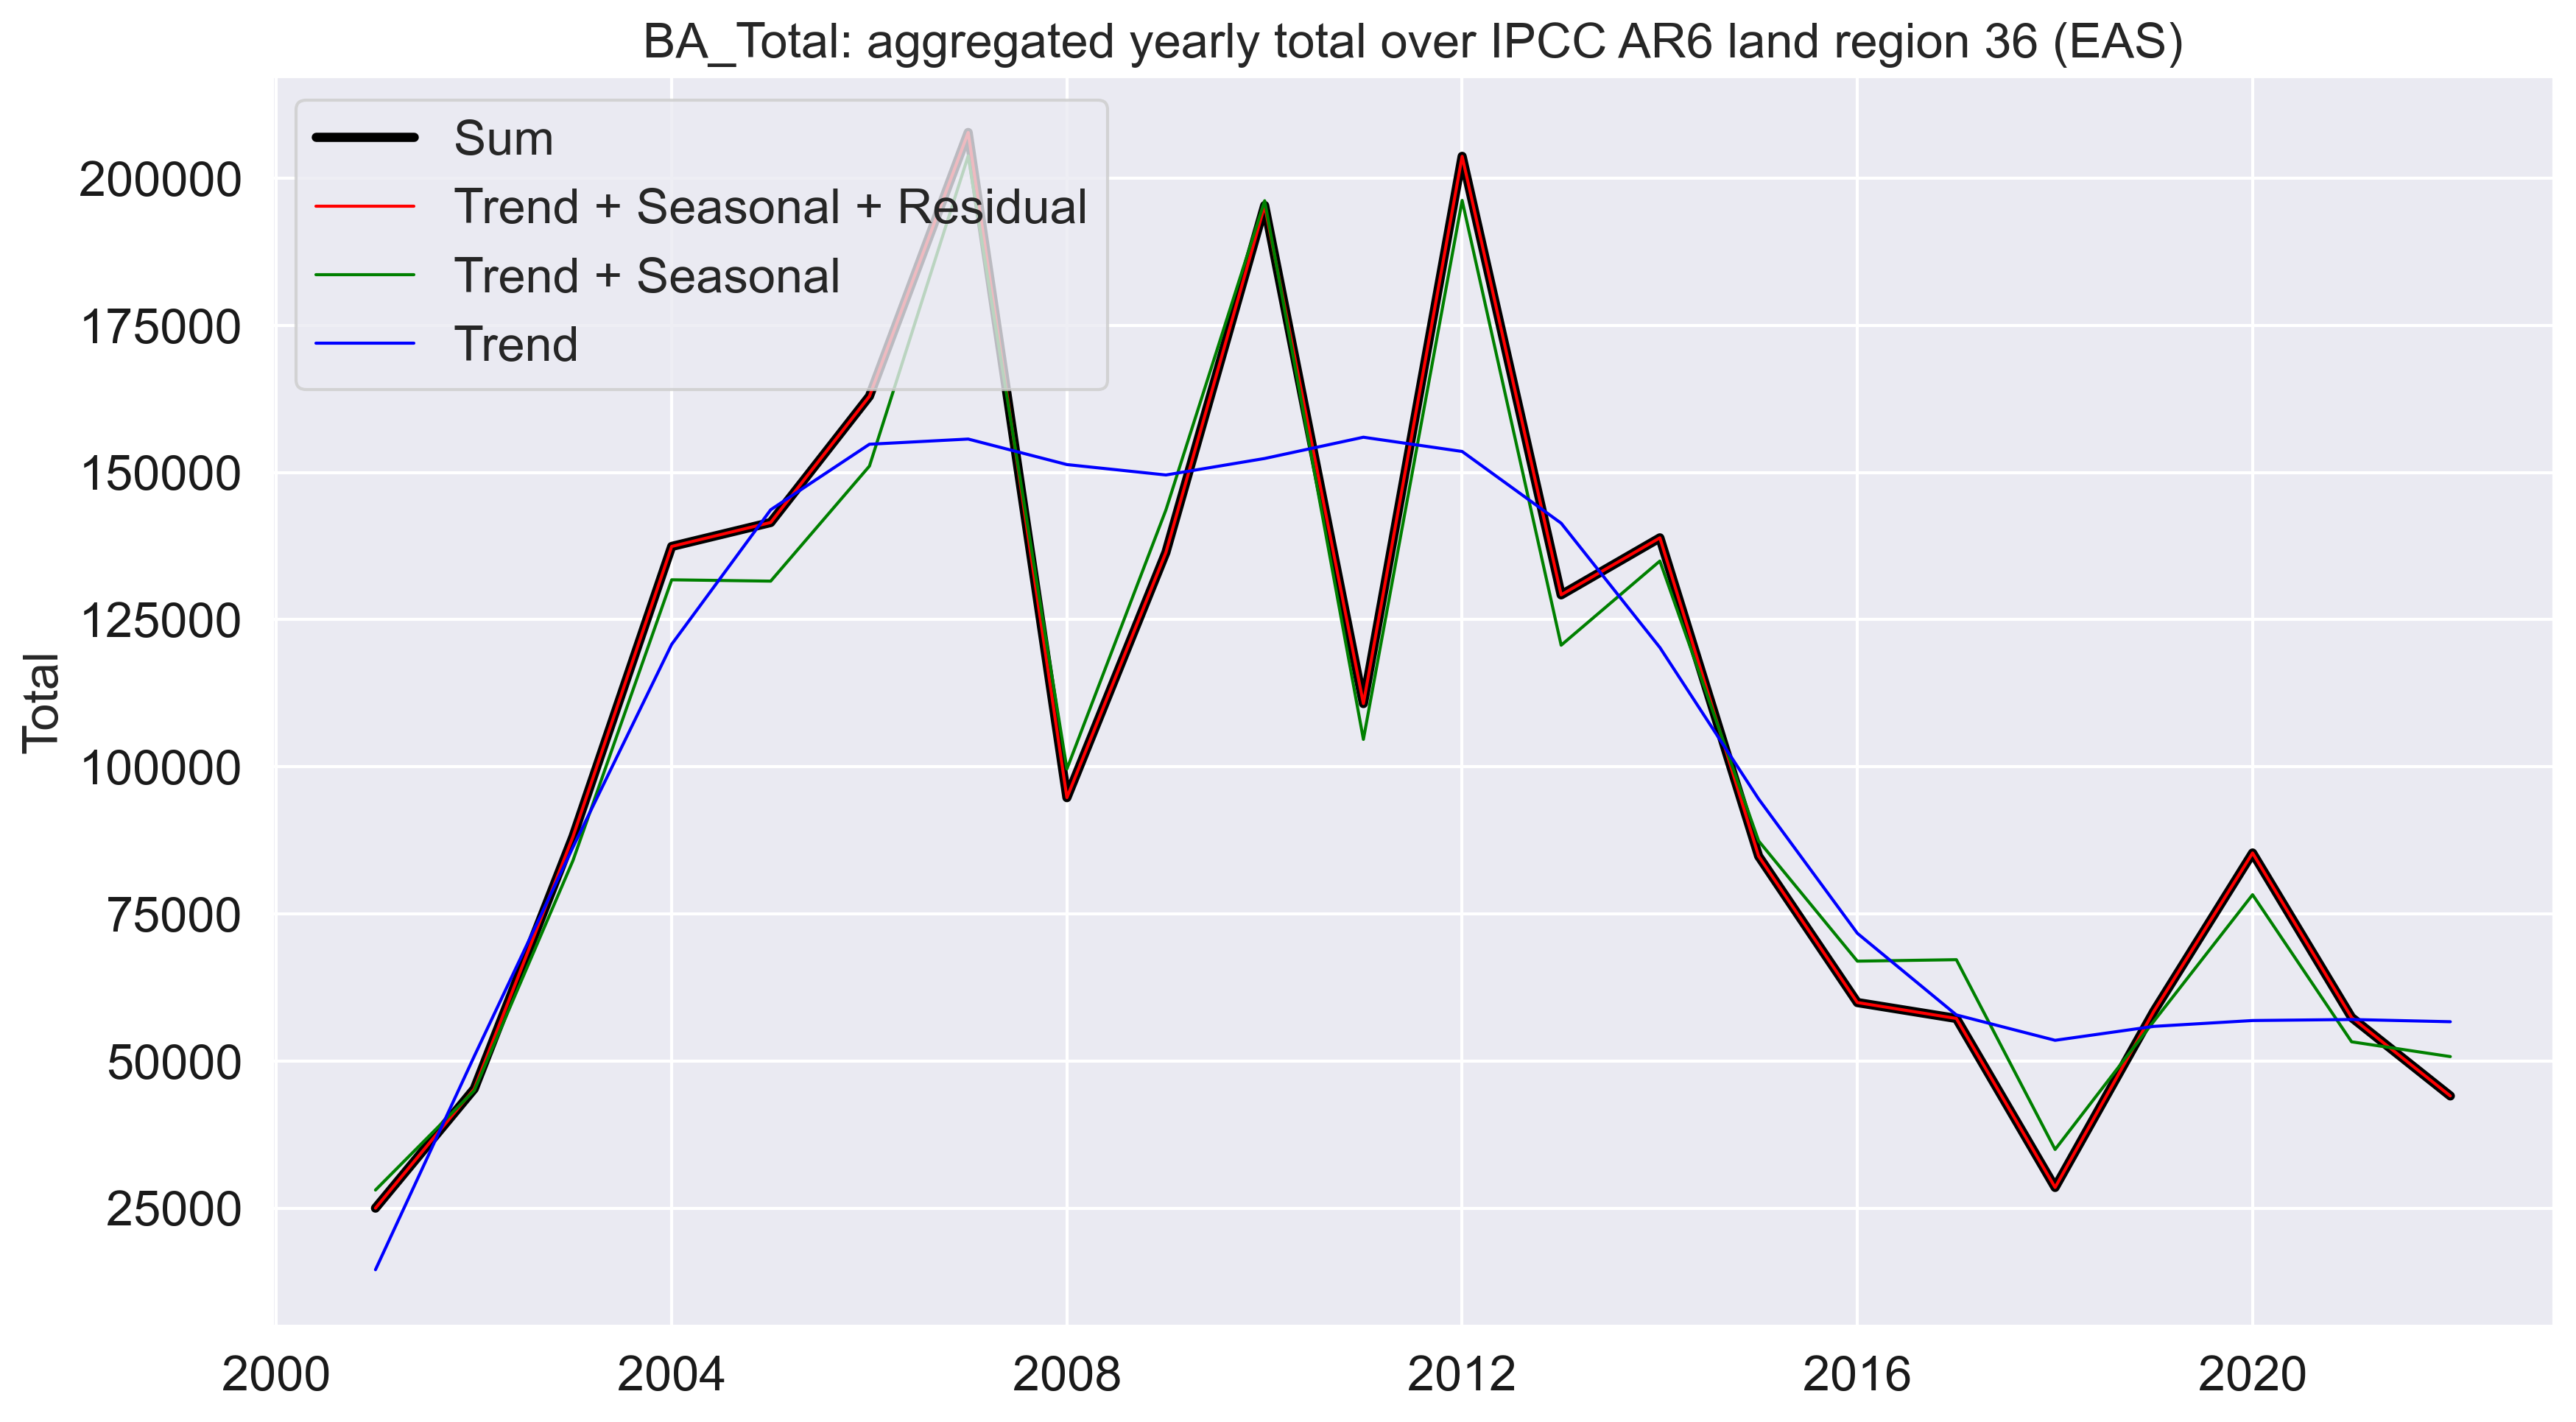 BA_Total: aggregated yearly total over IPCC AR6 land region 36 (EAS)
Sum
Trend + Seasonal + Residual
Trend + Seasonal
Trend
200000
175000
150000
125000
100000
75000
50000
25000
Total
2000
2004
2008
2012
2016
2020